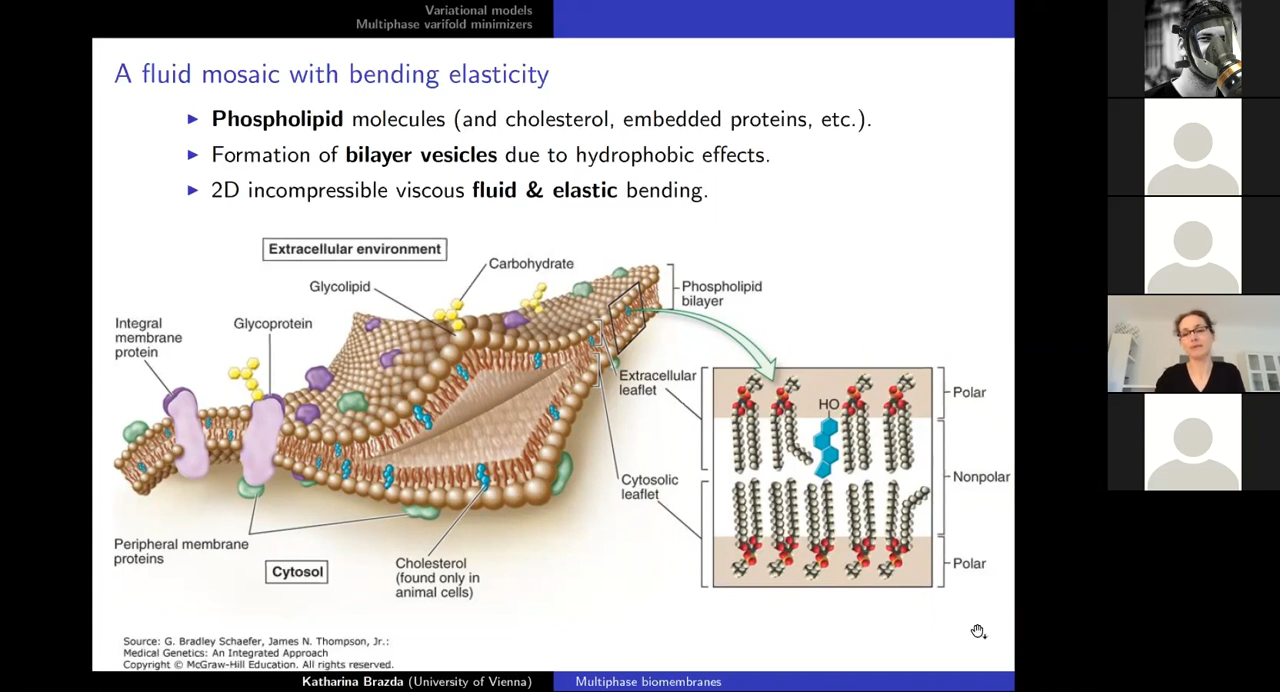 Variational models
Multiphase varifold minimizers
A fluid mosaic with bending elasticity
Phospholipid molecules (and cholesterol, embedded proteins, etc.).
Formation of bilayer vesicles due to hydrophobic effects.
2D incompressible viscous fluid & elastic bending.
Extracellular environment
Carbohydrate
Glycolipid
Phospholipid
bilayer
Integral
membrane
protein
Glycoprotein
Extracellular
leaflet
HO
Polar
Nonpolar
Cytosolic
leaflet
Peripheral membrane
proteins
Cytosol
Cholesterol
(found only in
animal cells)
Polar
Source: G. Bradley Schaefer, James N. Thompson, Jr.:
Medical Genetics: An Integrated Approach
Copyright © McGraw-Hill Education. All rights reserved.
Katharina Brazda (University of Vienna)
Multiphase biomembranes